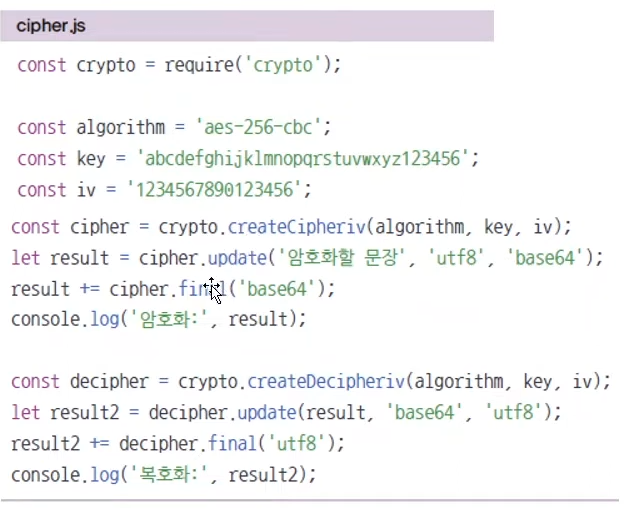 cipher.js
const crypto = require('crypto');
const algorithm = 'aes-256-cbc';
const key = 'abcdefghijklmnopqrstuvwxyz123456';
const iv = '1234567890123456';
const cipher = crypto.createCipheriv(algorithm, key, iv);
let result = cipher.update('암호화할 문장', 'utf8', 'base64');
result += cipher.final('base64');
console.log('암호화:', result);
const decipher = crypto.createDecipheriv(algorithm, key, iv);
let result2 = decipher.update(result, 'base64', 'utf8');
result2 += decipher.final('utf8');
console.log('복호화:', result2);